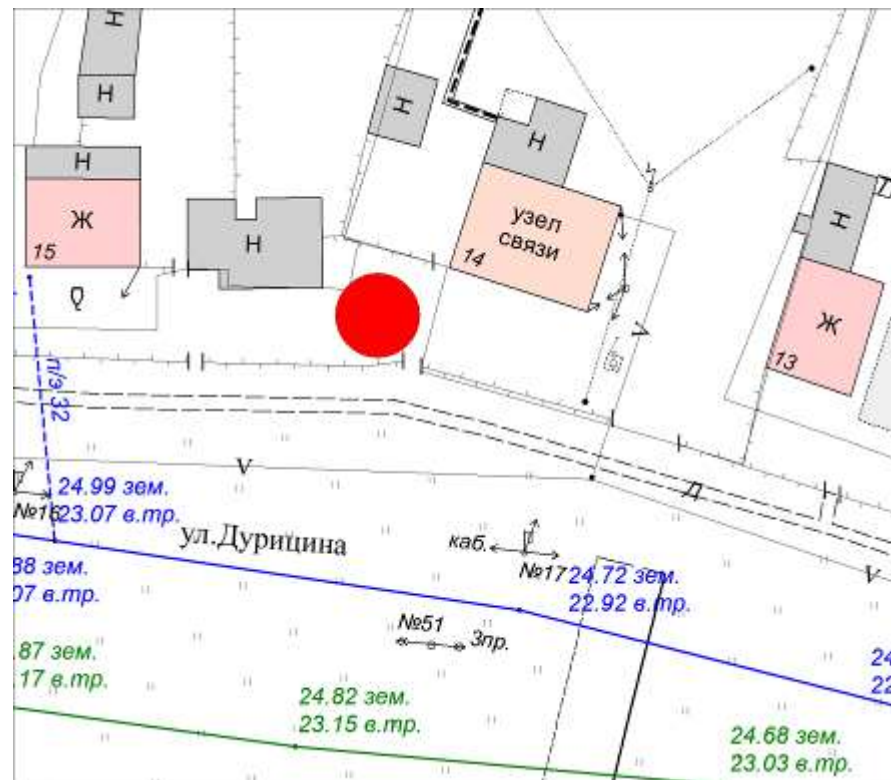 Н
Н
Н
Н
Ж
15
Н
Н
узел
связи
14
Н
Ж
13
п/э 32
V
V
24.99 зем.
23.07 в.тр.
№16
ул.Дурицина
каб.
№17
24.72 зем.
22.92 в.тр.
Д
V
88 зем.
07 в.тр.
№51
3пр.
24
22
.87 зем.
.17 в.тр.
24.82 зем.
23.15 в.тр.
24.68 зем.
23.03 в.тр.